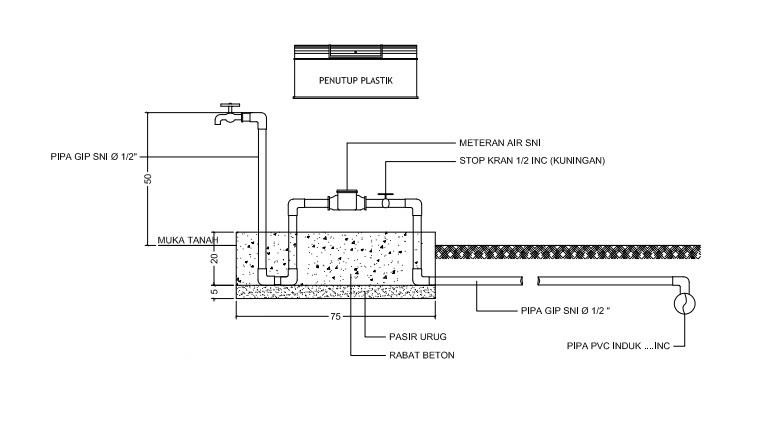 PENUTUP PLASTIK
METERAN AIR SNI
PIPA GIP SNI Ø 1/2"
STOP KRAN 1/2 INC (KUNINGAN)
50
MUKA TANAH
20
5
75
PIPA GIP SNI Ø 1/2 "
PASIR URUG
PIPA PVC INDUK ....INC
RABAT BETON